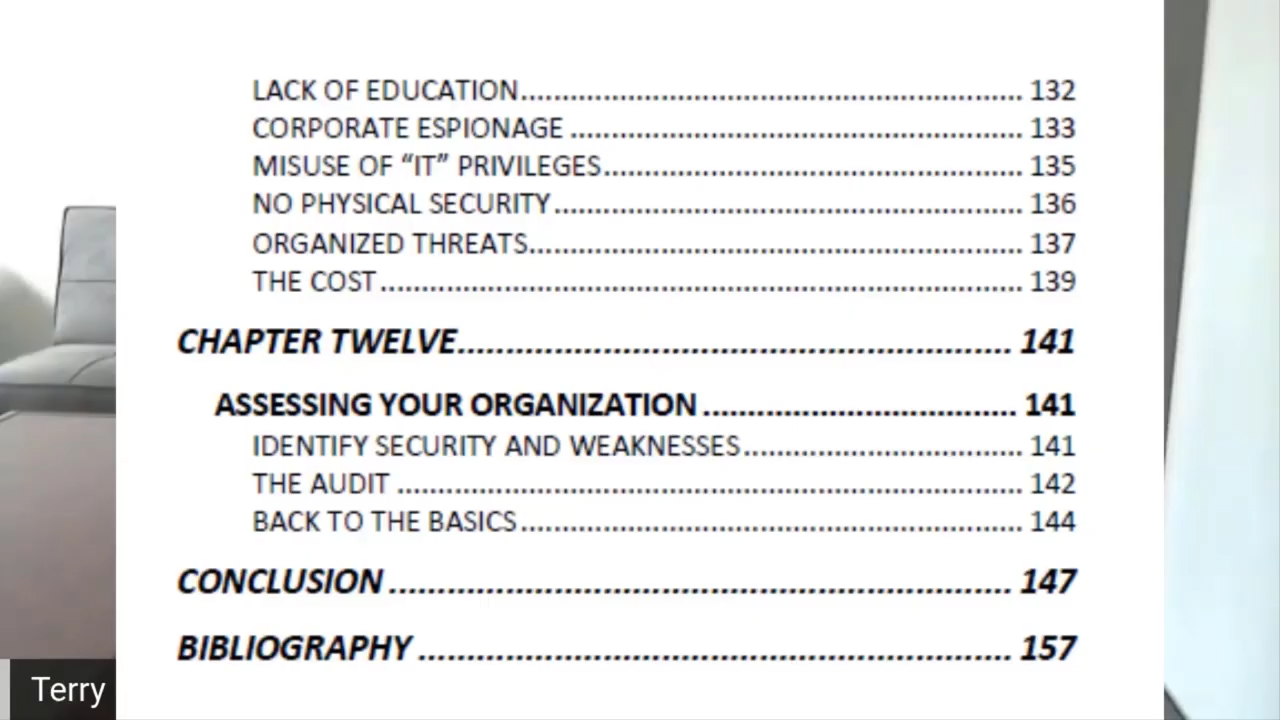 LACK OF EDUCATION........................................................ 132
CORPORATE ESPIONAGE ................................................... 133
MISUSE OF “IT” PRIVILEGES............................................... 135
NO PHYSICAL SECURITY..................................................... 136
ORGANIZED THREATS........................................................ 137
THE COST......................................................................... 139
CHAPTER TWELVE........................................................ 141
ASSESSING YOUR ORGANIZATION ................................... 141
IDENTIFY SECURITY AND WEAKNESSES............................... 141
THE AUDIT ....................................................................... 142
BACK TO THE BASICS......................................................... 144
CONCLUSION ................................................................ 147
BIBLIOGRAPHY ............................................................. 157
Terry